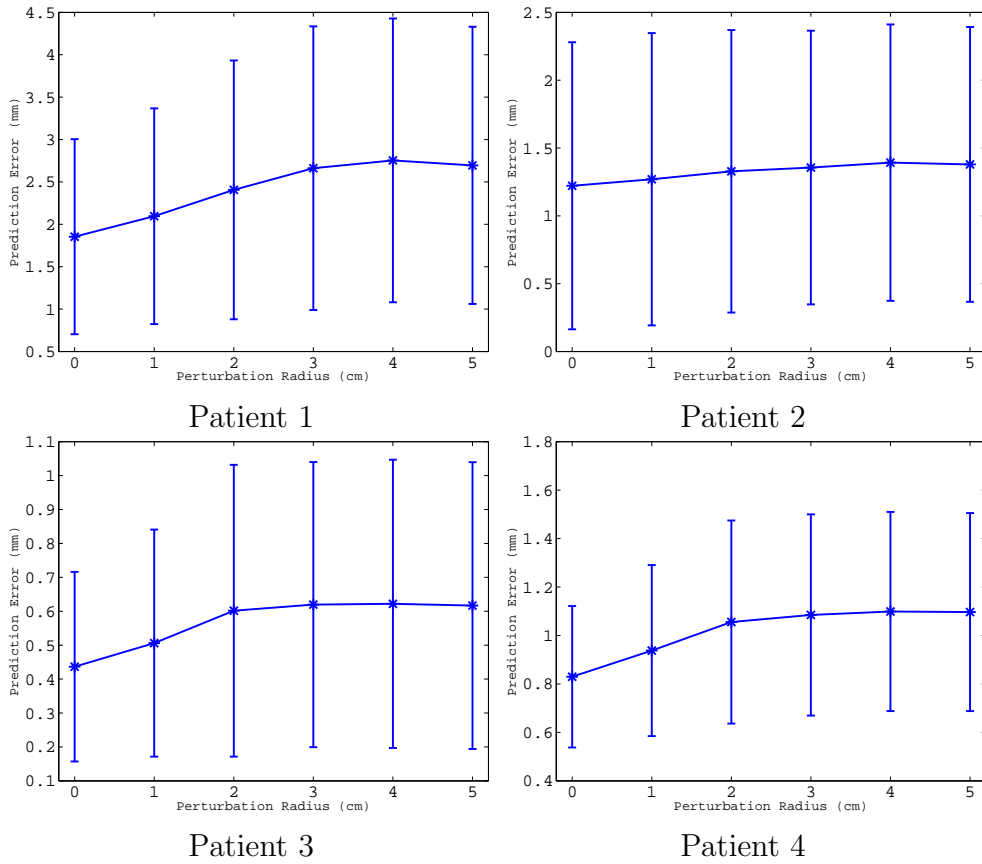 4.5
4
3.5
3
2.5
2
1.5
1
0.5
Prediction Error (mm)
0 1 2 3 4 5
Perturbation Radius (cm)
Patient 1
2.5
2
1.5
1
0.5
0
Prediction Error (mm)
0 1 2 3 4 5
Perturbation Radius (cm)
Patient 2
1.1
1
0.9
0.8
0.7
0.6
0.5
0.4
0.3
0.2
0.1
Prediction Error (mm)
0 1 2 3 4 5
Perturbation Radius (cm)
Patient 3
1.8
1.6
1.4
1.2
1
0.8
0.6
0.4
Prediction Error (mm)
0 1 2 3 4 5
Perturbation Radius (cm)
Patient 4